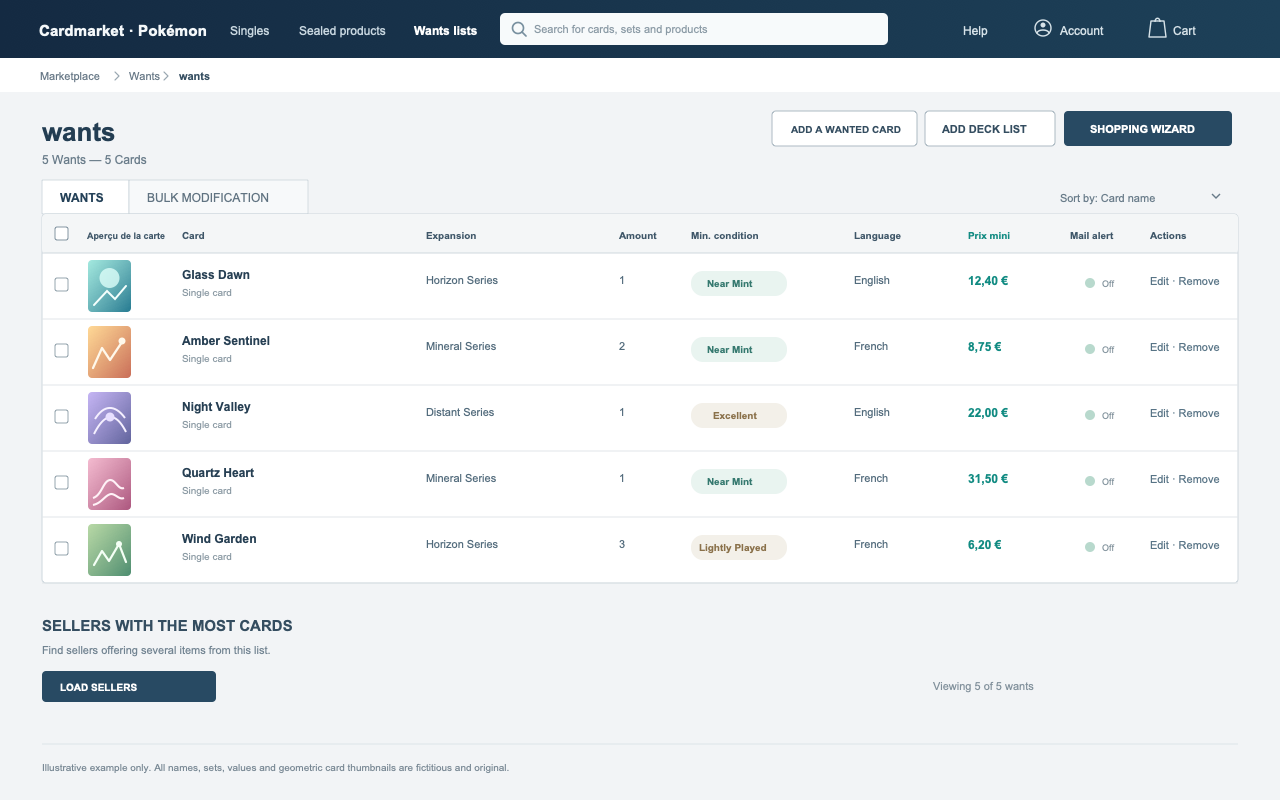 Cardmarket · Pokémon Singles Sealed products Wants lists Search for cards, sets and products Help Account Cart
Marketplace Wants wants
wants
5 Wants — 5 Cards
ADD A WANTED CARD ADD DECK LIST SHOPPING WIZARD
WANTS BULK MODIFICATION Sort by: Card name
Aperçu de la carte Card Expansion Amount Min. condition Language Prix mini Mail alert Actions
Glass Dawn Horizon Series 1 Near Mint English 12,40 € Off Edit · Remove
Single card
Amber Sentinel Mineral Series 2 Near Mint French 8,75 € Off Edit · Remove
Single card
Night Valley Distant Series 1 Excellent English 22,00 € Off Edit · Remove
Single card
Quartz Heart Mineral Series 1 Near Mint French 31,50 € Off Edit · Remove
Single card
Wind Garden Horizon Series 3 Lightly Played French 6,20 € Off Edit · Remove
Single card
SELLERS WITH THE MOST CARDS
Find sellers offering several items from this list.
LOAD SELLERS Viewing 5 of 5 wants
Illustrative example only. All names, sets, values and geometric card thumbnails are fictitious and original.